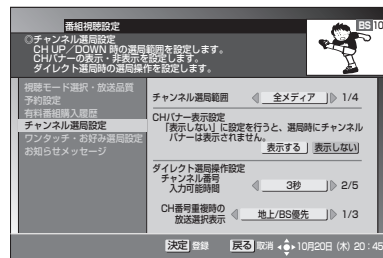 番組視聴設定
BS 10
◎チャンネル選局設定
CH UP／DOWN 時の選局範囲を設定します。
CHバナーの表示・非表示を設定します。
ダイレクト選局時の選局操作を設定します。
視聴モード選択・放送品質
予約設定
有料番組購入履歴
チャンネル選局設定
ワンタッチ・お好み選局設定
お知らせメッセージ
チャンネル選局範囲 全メディア 1/4
CHバナー表示設定
「表示しない」に設定を行うと、選局時にチャンネル
バナーは表示されません。
表示する 表示しない
ダイレクト選局操作設定
チャンネル番号
入力可能時間 3秒 2/5
CH番号重複時の
放送選択表示 地上/BS優先 1/3
決定 登録 戻る 取消 10月20日 (木) 20：45